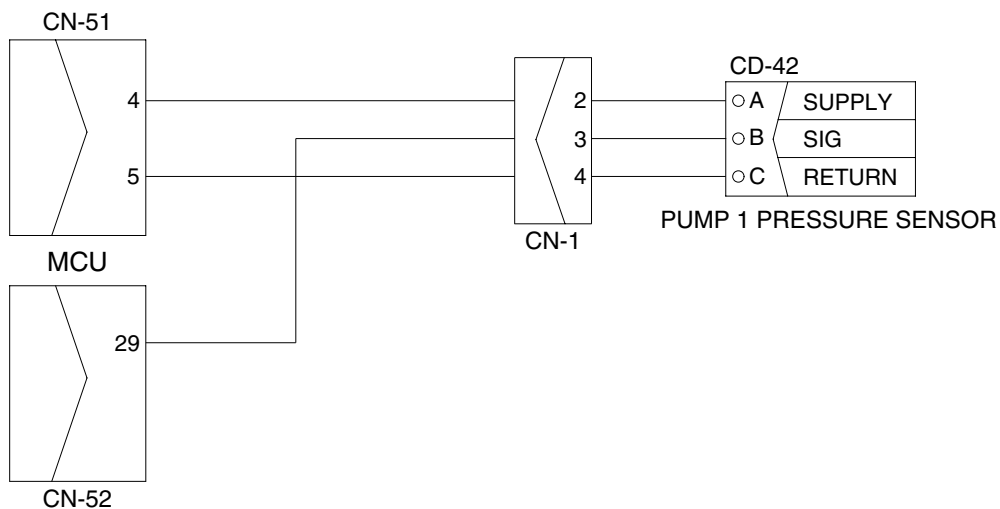 CN-51
4
5
MCU
29
CN-52
2
3
4
CN-1
CD-42
A SUPPLY
B SIG
C RETURN
PUMP 1 PRESSURE SENSOR